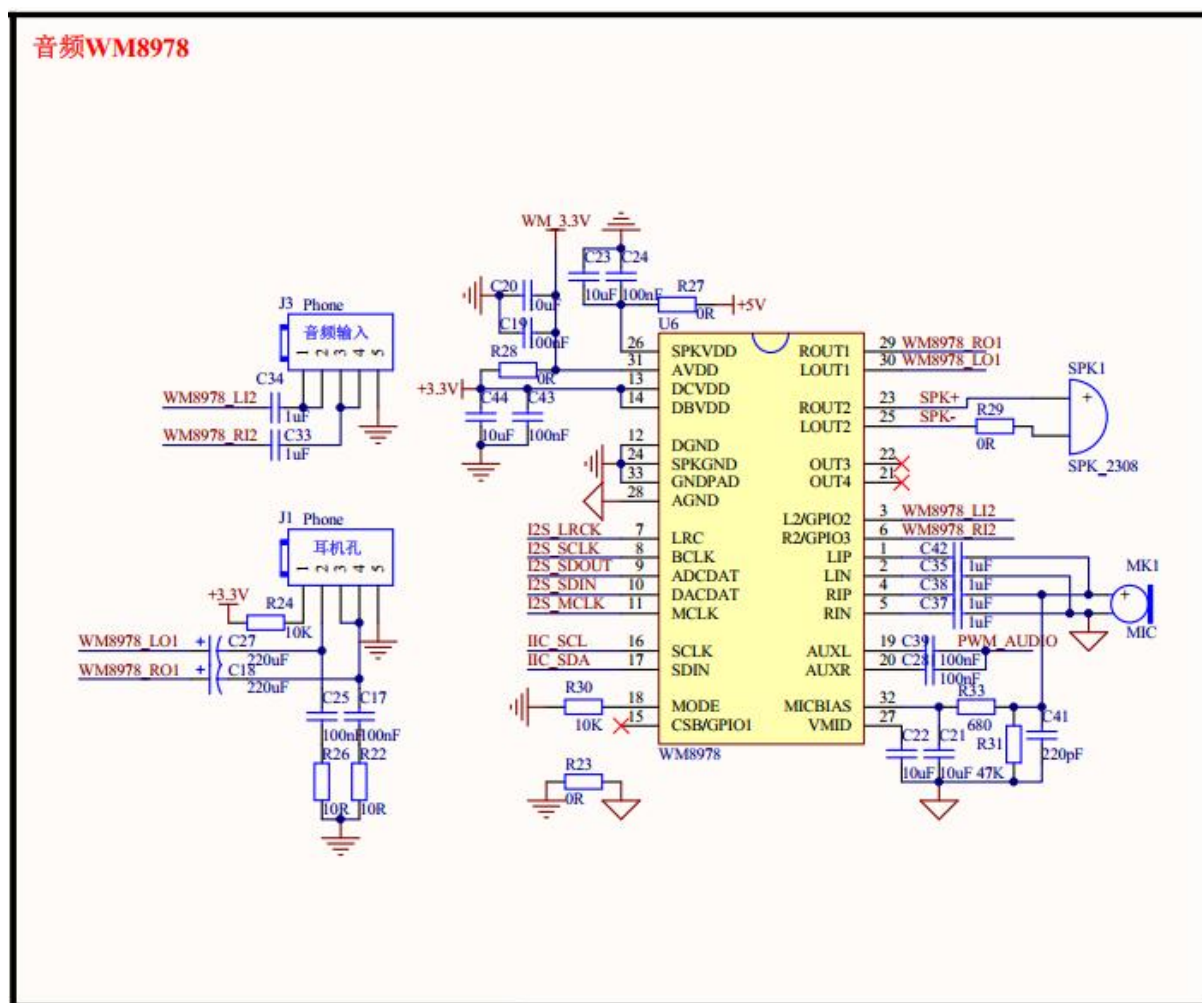 音频WM8978
WM_3.3V
C23 C24
10uF 100nF
C20
10uF
C19
100nF
R27
0R
+5V
R28
0R
+3.3V
C44 C43
10uF 100nF
J3 Phone
音频输入
1 2 3 4 5
C34
WM8978_LI2
1uF
WM8978_RI2
C33
1uF
J1 Phone
耳机孔
1 2 3 4 5
+3.3V
R24
10K
WM8978_LO1
+ C27
220uF
WM8978_RO1
+ C18
220uF
C25 C17
100nF 100nF
R26 R22
10R 10R
U6
26 SPKVDD
31 AVDD
13 DCVDD
14 DBVDD
12 DGND
24 SPKGND
33 GNDPAD
28 AGND
I2S_LRCK 7 LRC
I2S_SCLK 8 BCLK
I2S_SDOUT 9 ADCDAT
I2S_SDIN 10 DACDAT
I2S_MCLK 11 MCLK
IIC_SCL 16 SCLK
IIC_SDA 17 SDIN
R30
10K
18 MODE
15 CSB/GPIO1
WM8978
R23
0R
ROUT1 29 WM8978_RO1
LOUT1 30 WM8978_LO1
ROUT2 23 SPK+
LOUT2 25 SPK-
R29
0R
SPK1
+
SPK_2308
OUT3 22
OUT4 21
L2/GPIO2 3 WM8978_LI2
R2/GPIO3 6 WM8978_RI2
LIP 1 C42
1uF
LIN 2 C35
1uF
RIP 4 C38
1uF
RIN 5 C37
1uF
MK1
+
MIC
AUXL 19 C39 PWM_AUDIO
100nF
AUXR 20 C28
100nF
MICBIAS 32
R33
680
VMID 27
C22 C21
10uF 10uF
R31
47K
C41
220pF